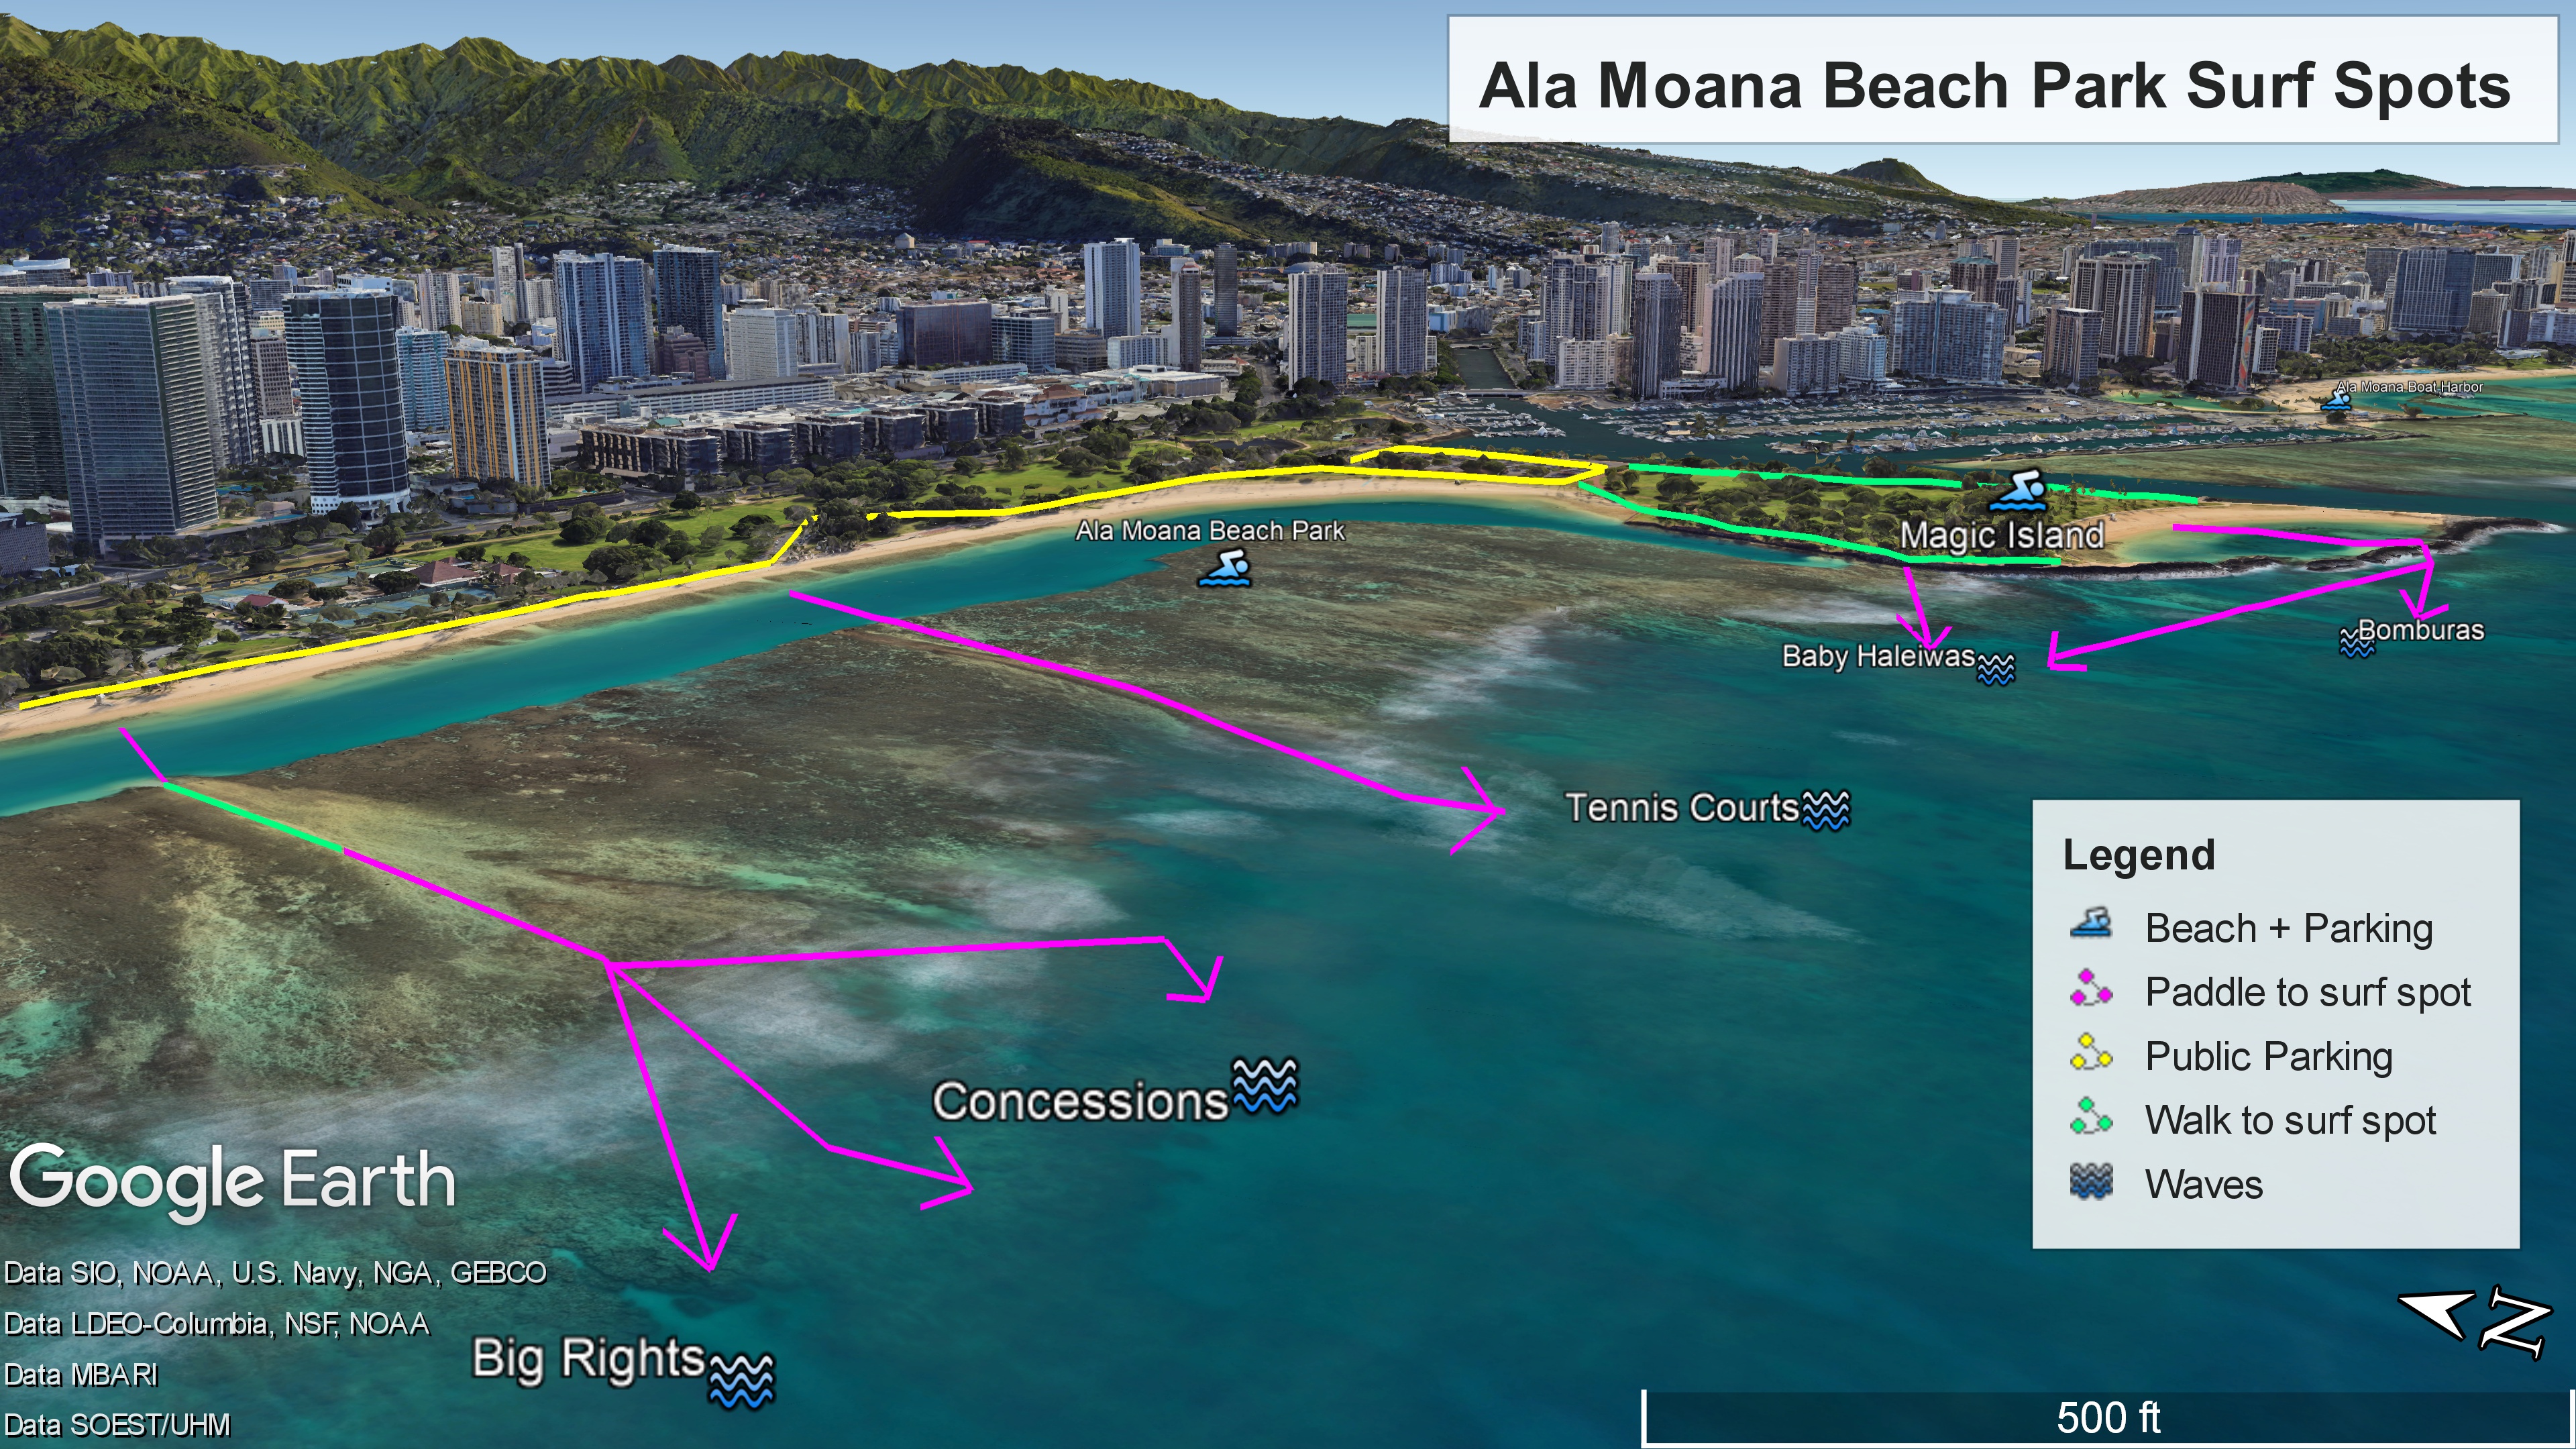 Ala Moana Beach Park Surf Spots
Ala Moana Boat Harbor
Ala Moana Beach Park
Magic Island
Baby Haleiwas
Bomburas
Tennis Courts
Concessions
Big Rights
Legend
Beach + Parking
Paddle to surf spot
Public Parking
Walk to surf spot
Waves
Google Earth
Data SIO, NOAA, U.S. Navy, NGA, GEBCO
Data LDEO-Columbia, NSF, NOAA
Data MBARI
Data SOEST/UHM
N
500 ft